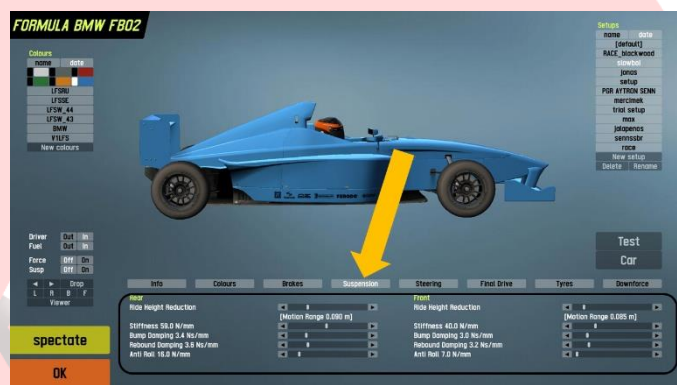 FORMULA BMW FB02
Colours
name date
LFSRU
LFSSE
LFSW_44
LFSW_43
BMW
V1LFS
New colours
Setups
name date
[default]
RACE_blackwood
slowbol
jonas
setup
PGR AYTRON SENN
mercimek
trial setup
max
jalapenos
sennssbr
race
New setup
Delete Rename
Driver Out In
Fuel Out In
Force Off On
Susp Off On
Drop
L R B F
Viewer
Test
Car
Info Colours Brakes Suspension Steering Final Drive Tyres Downforce
Rear
Ride Height Reduction
[Motion Range 0.090 m]
Stiffness 59.0 N/mm
Bump Damping 3.4 Ns/mm
Rebound Damping 3.6 Ns/mm
Anti Roll 16.0 N/mm
Front
Ride Height Reduction
[Motion Range 0.085 m]
Stiffness 40.0 N/mm
Bump Damping 3.0 Ns/mm
Rebound Damping 3.2 Ns/mm
Anti Roll 7.0 N/mm
spectate
OK